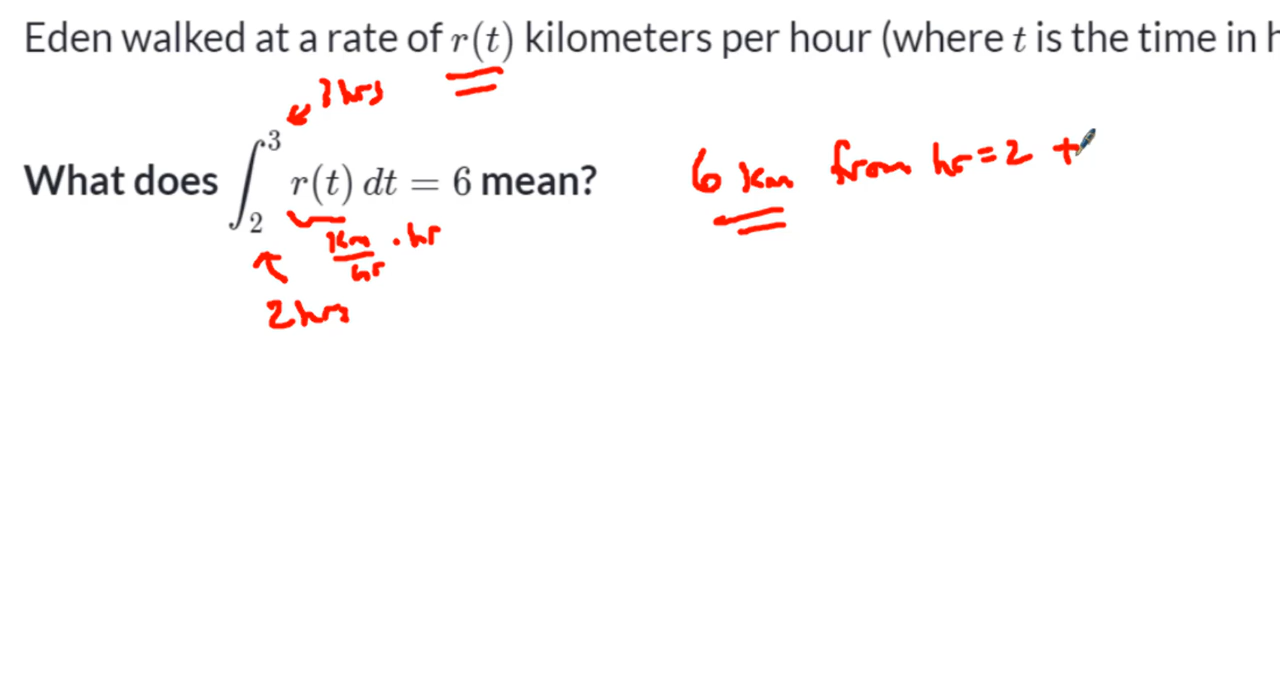 Eden walked at a rate of r(t) kilometers per hour (where t is the time in h
3 hrs
What does ∫₂³ r(t) dt = 6 mean? 6 km from hr=2 t
km/hr · hr
2 hrs